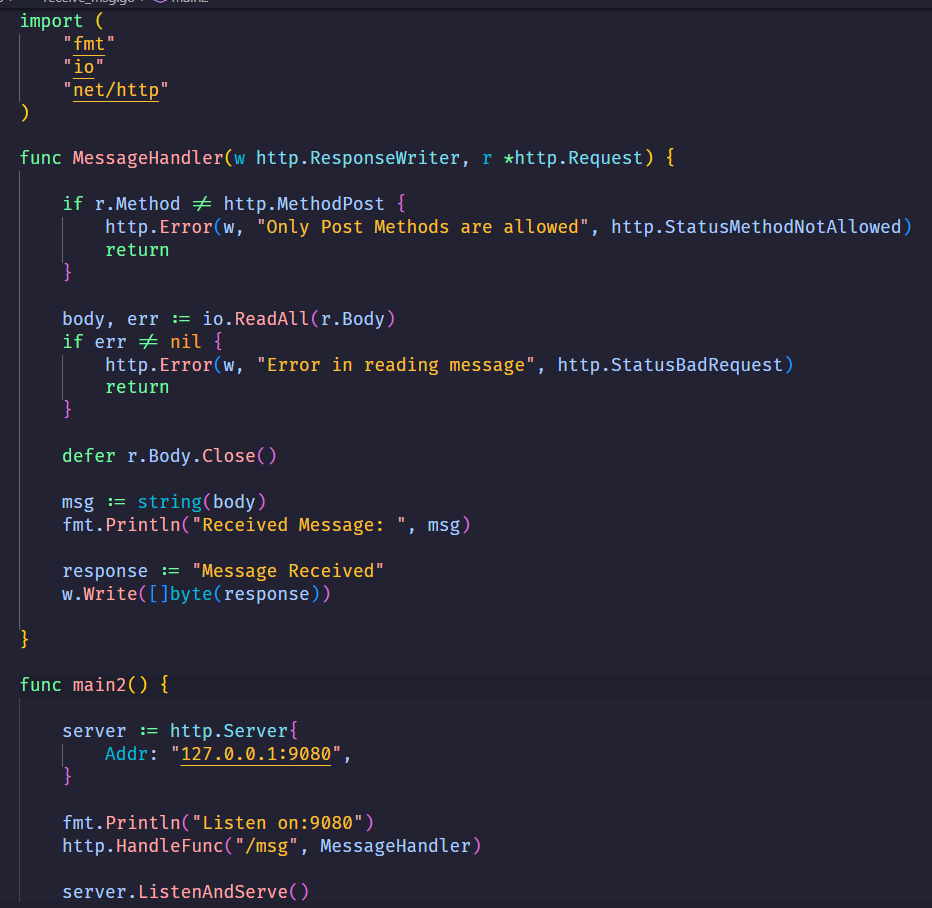 receive_msg.go > main2
import (
"fmt"
"io"
"net/http"
)
func MessageHandler(w http.ResponseWriter, r *http.Request) {
if r.Method != http.MethodPost {
http.Error(w, "Only Post Methods are allowed", http.StatusMethodNotAllowed)
return
}
body, err := io.ReadAll(r.Body)
if err != nil {
http.Error(w, "Error in reading message", http.StatusBadRequest)
return
}
defer r.Body.Close()
msg := string(body)
fmt.Println("Received Message: ", msg)
response := "Message Received"
w.Write([]byte(response))
}
func main2() {
server := http.Server{
Addr: "127.0.0.1:9080",
}
fmt.Println("Listen on:9080")
http.HandleFunc("/msg", MessageHandler)
server.ListenAndServe()